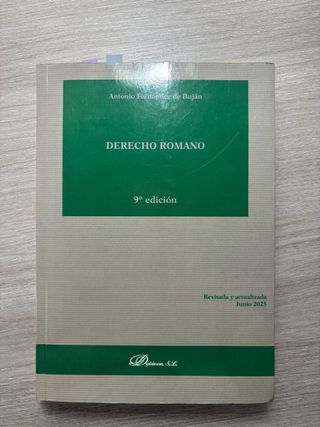 Antonio Fernández de Buján
DERECHO ROMANO
9ª edición
Revisada y actualizada
Junio 2025
Dykinson, S.L.